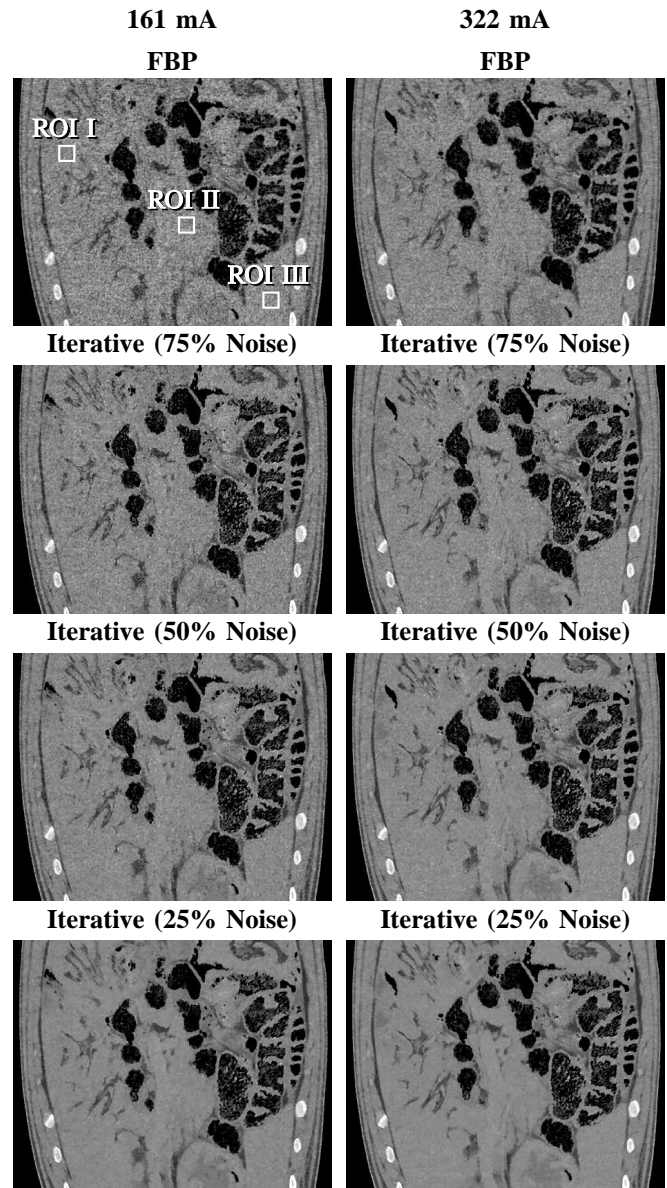 161 mA 322 mA
FBP FBP
ROI I
ROI II
ROI III
Iterative (75% Noise) Iterative (75% Noise)
Iterative (50% Noise) Iterative (50% Noise)
Iterative (25% Noise) Iterative (25% Noise)